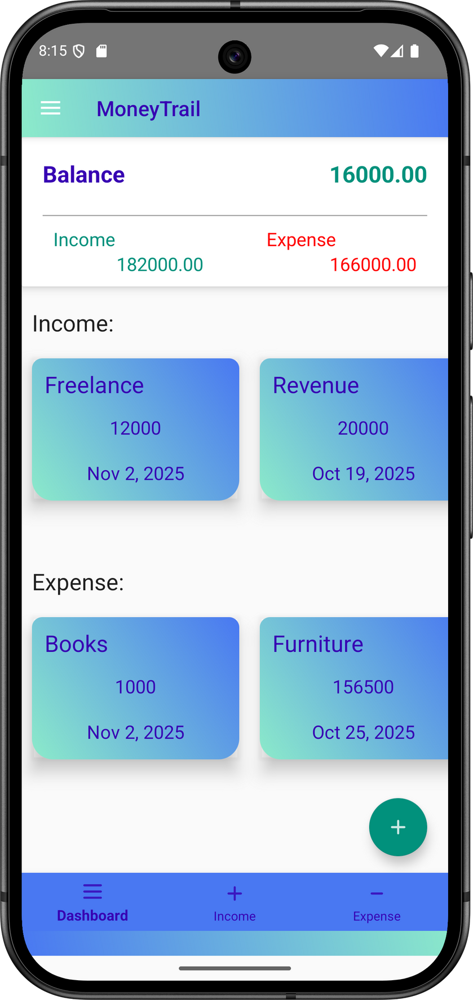 8:15
MoneyTrail
Balance 16000.00
Income Expense
182000.00 166000.00
Income:
Freelance Revenue
12000 20000
Nov 2, 2025 Oct 19, 2025
Expense:
Books Furniture
1000 156500
Nov 2, 2025 Oct 25, 2025
Dashboard Income Expense